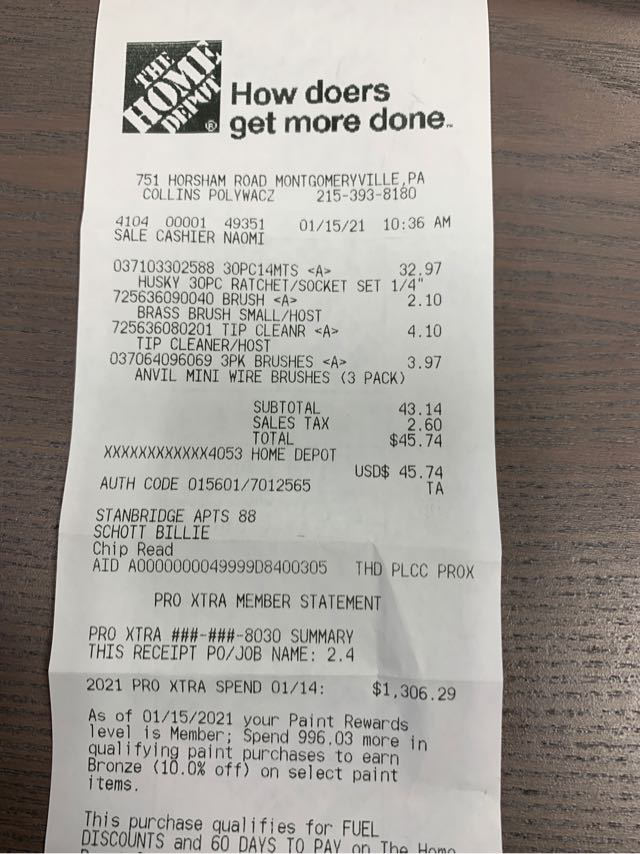 THE
HOME
DEPOT®
How doers
get more done™
751 HORSHAM ROAD MONTGOMERYVILLE,PA
COLLINS POLYWACZ 215-393-8180
4104 00001 49351 01/15/21 10:36 AM
SALE CASHIER NAOMI
037103302588 30PC14MTS <A> 32.97
HUSKY 30PC RATCHET/SOCKET SET 1/4"
725636090040 BRUSH <A> 2.10
BRASS BRUSH SMALL/HOST
725636080201 TIP CLEANR <A> 4.10
TIP CLEANER/HOST
037064096069 3PK BRUSHES <A> 3.97
ANVIL MINI WIRE BRUSHES (3 PACK)
SUBTOTAL 43.14
SALES TAX 2.60
TOTAL $45.74
XXXXXXXXXXXX4053 HOME DEPOT
USD$ 45.74
AUTH CODE 015601/7012565 TA
STANBRIDGE APTS 88
SCHOTT BILLIE
Chip Read
AID A0000000049999D8400305 THD PLCC PROX
PRO XTRA MEMBER STATEMENT
PRO XTRA ###-###-8030 SUMMARY
THIS RECEIPT PO/JOB NAME: 2.4
2021 PRO XTRA SPEND 01/14: $1,306.29
As of 01/15/2021 your Paint Rewards
level is Member; Spend 996.03 more in
qualifying paint purchases to earn
Bronze (10.0% off) on select paint
items.
This purchase qualifies for FUEL
DISCOUNTS and 60 DAYS TO PAY on The Home